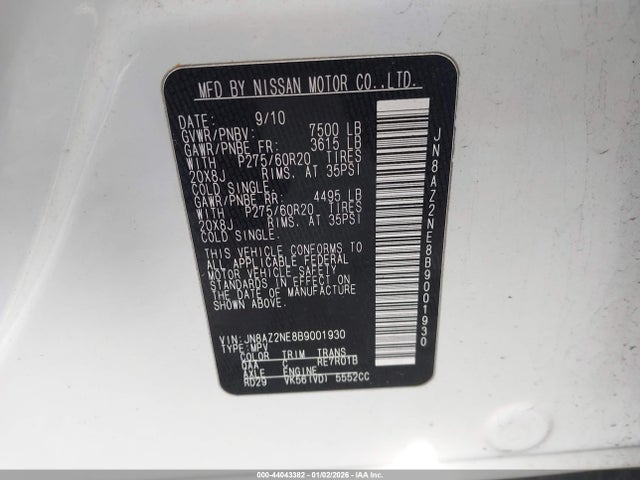 MFD BY NISSAN MOTOR CO.,LTD.
DATE: 9/10
GVWR/PNBV: 7500 LB
GAWR/PNBE FR: 3615 LB
WITH P275/60R20 TIRES
20X8J RIMS, AT 35PSI
COLD SINGLE.
GAWR/PNBE RR: 4495 LB
WITH P275/60R20 TIRES
20X8J RIMS, AT 35PSI
COLD SINGLE.
THIS VEHICLE CONFORMS TO
ALL APPLICABLE FEDERAL
MOTOR VEHICLE SAFETY
STANDARDS IN EFFECT ON
THE DATE OF MANUFACTURE
SHOWN ABOVE.
VIN: JN8AZ2NE8B9001930
TYPE: MPV
COLOR TRIM TRANS
QAA C RE7R01B
AXLE ENGINE
RD29 VK56(VD) 5552CC
JN8AZ2NE8B9001930
000-44043382 - 01/02/2026 - IAA Inc.